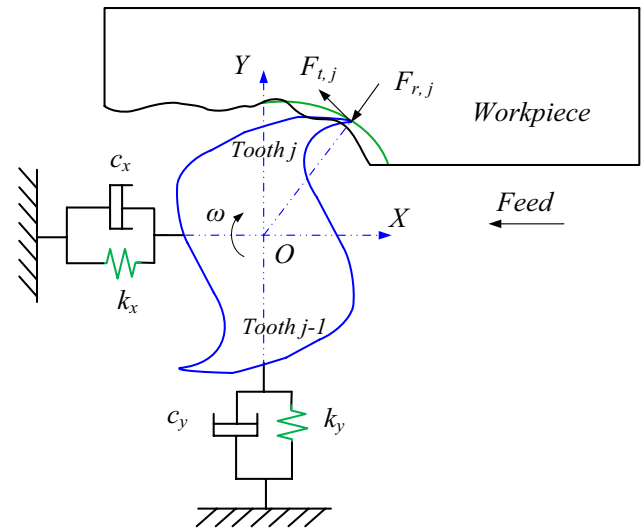 Y
F_{t, j}
F_{r, j}
Workpiece
Tooth j
c_x
ω
X
Feed
O
k_x
Tooth j-1
c_y
k_y